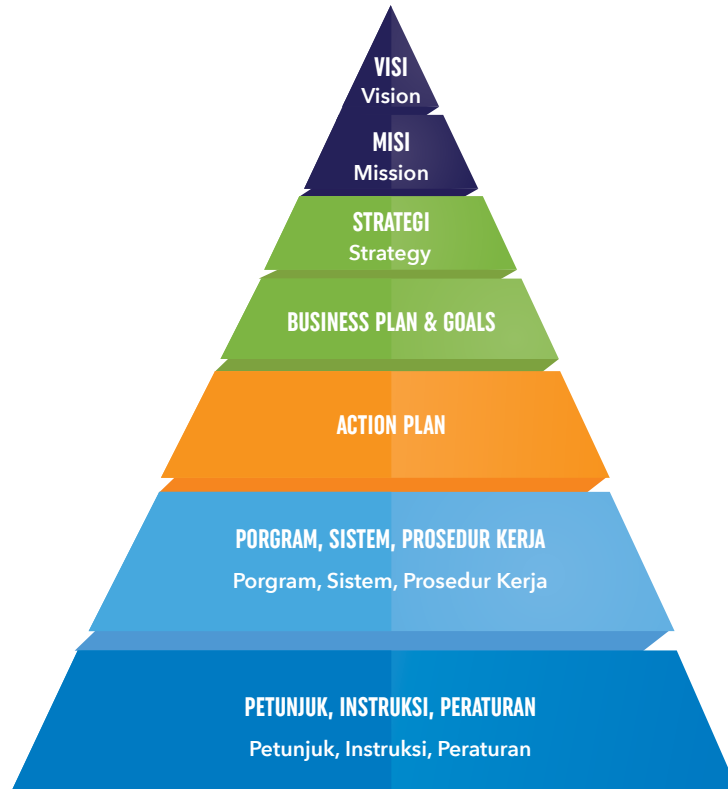 VISI
Vision
MISI
Mission
STRATEGI
Strategy
BUSINESS PLAN & GOALS
ACTION PLAN
PORGRAM, SISTEM, PROSEDUR KERJA
Porgram, Sistem, Prosedur Kerja
PETUNJUK, INSTRUKSI, PERATURAN
Petunjuk, Instruksi, Peraturan